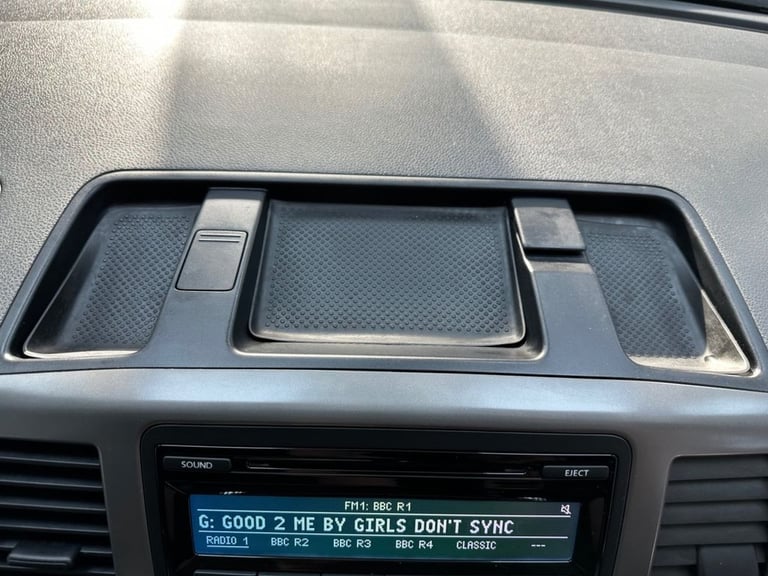 SOUND
EJECT
FM1: BBC R1
G: GOOD 2 ME BY GIRLS DON'T SYNC
RADIO 1 BBC R2 BBC R3 BBC R4 CLASSIC ---